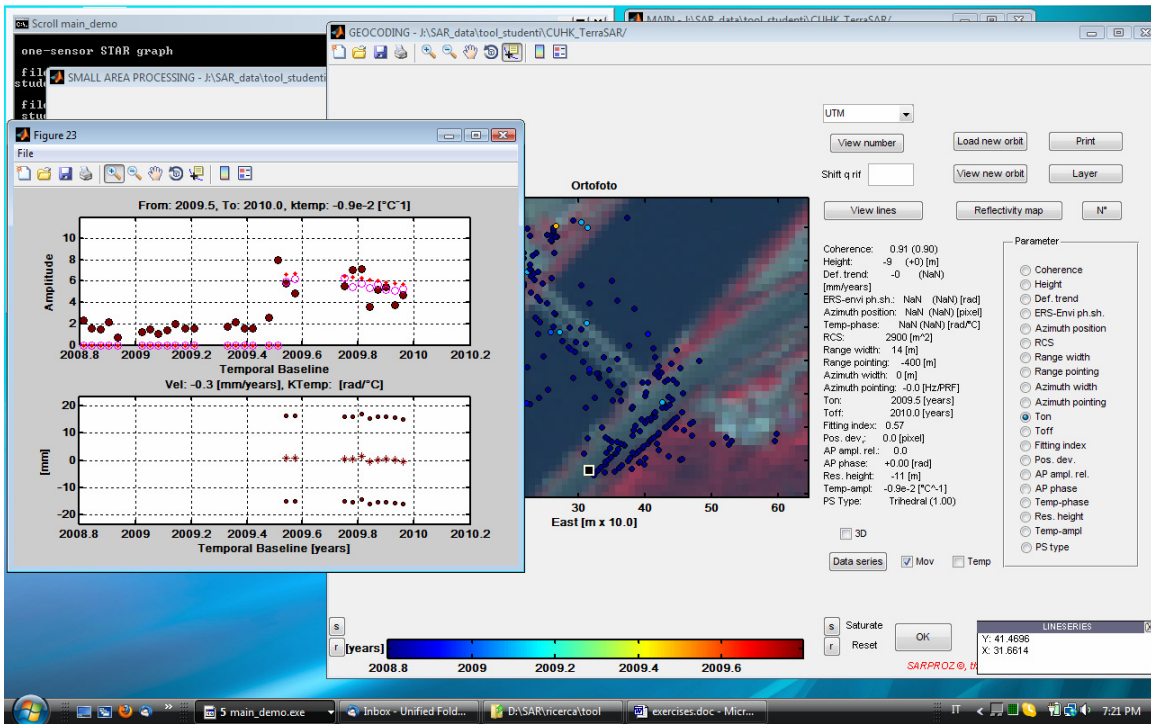 Scroll main_demo
MAIN - J:\SAR_data\tool_studenti\CUHK_TerraSAR/
one-sensor STAR graph
GEOCODING - J:\SAR_data\tool_studenti\CUHK_TerraSAR/
SMALL AREA PROCESSING - J:\SAR_data\tool_studenti
Figure 23
File
From: 2009.5, To: 2010.0, ktemp: -0.9e-2 [°C⁻1]
Amplitude
10
8
6
4
2
0
2008.8 2009 2009.2 2009.4 2009.6 2009.8 2010 2010.2
Temporal Baseline
Vel: -0.3 [mm/years], KTemp: [rad/°C]
[mm]
20
10
0
−10
−20
2008.8 2009 2009.2 2009.4 2009.6 2009.8 2010 2010.2
Temporal Baseline [years]
Ortofoto
30 40 50 60
East [m x 10.0]
UTM
View number
Load new orbit
Print
Shift q rif
View new orbit
Layer
View lines
Reflectivity map
N°
Coherence: 0.91 (0.90)
Height: -9 (+0) [m]
Def. trend: -0 (NaN)
[mm/years]
ERS-envi ph.sh.: NaN (NaN) [rad]
Azimuth position: NaN (NaN) [pixel]
Temp-phase: NaN (NaN) [rad/°C]
RCS: 2900 [m^2]
Range width: 14 [m]
Range pointing: -400 [m]
Azimuth width: 0 [m]
Azimuth pointing: -0.0 [Hz/PRF]
Ton: 2009.5 [years]
Toff: 2010.0 [years]
Fitting index: 0.57
Pos. dev,: 0.0 [pixel]
AP ampl. rel.: 0.0
AP phase: +0.00 [rad]
Res. height: -11 [m]
Temp-ampl: -0.9e-2 [°C^-1]
PS Type: Trihedral (1.00)
Parameter
Coherence
Height
Def. trend
ERS-Envi ph.sh.
Azimuth position
RCS
Range width
Range pointing
Azimuth width
Azimuth pointing
Ton
Toff
Fitting index
Pos. dev.
AP ampl. rel.
AP phase
Temp-phase
Res. height
Temp-ampl
PS type
3D
Data series
Mov
Temp
s
r
[years]
2008.8 2009 2009.2 2009.4 2009.6
s Saturate
r Reset
OK
LINESERIES
Y: 41.4696
X: 31.6614
SARPROZ ©,
5 main_demo.exe
Inbox - Unified Fold...
D:\SAR\ricerca\tool
exercises.doc - Micr...
IT
7:21 PM